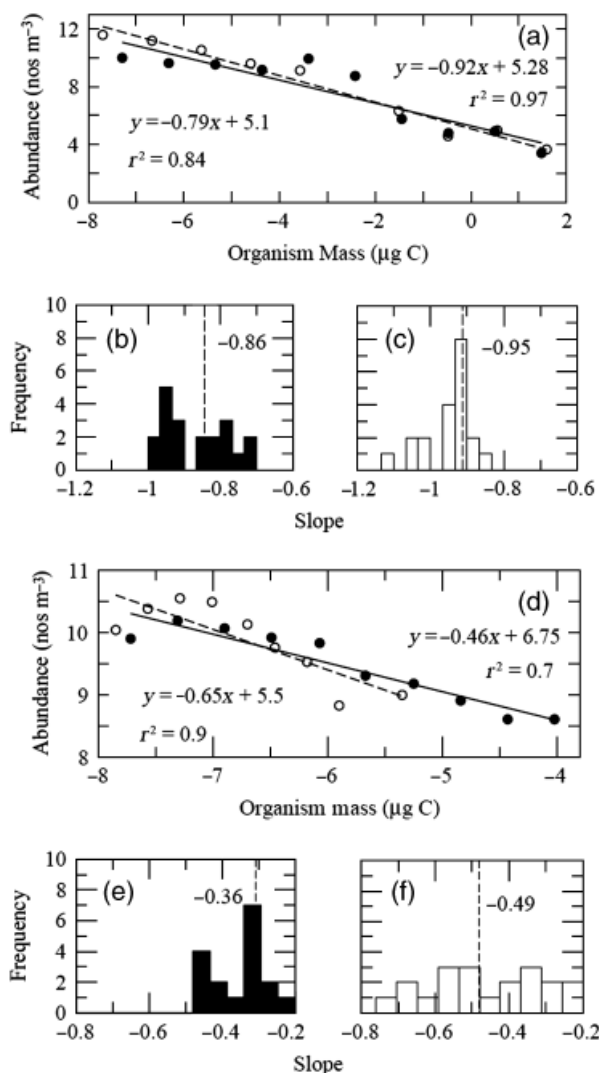 (a)
Abundance (nos m⁻³)
12
8
4
0
y = −0.92x + 5.28
r² = 0.97
y = −0.79x + 5.1
r² = 0.84
−8 −6 −4 −2 0 2
Organism Mass (µg C)
(b)
Frequency
10
8
6
4
2
0
−0.86
−1.2 −1 −0.8 −0.6
(c)
−0.95
−1.2 −1 −0.8 −0.6
Slope
(d)
Abundance (nos m⁻³)
11
10
9
8
y = −0.46x + 6.75
r² = 0.7
y = −0.65x + 5.5
r² = 0.9
−8 −7 −6 −5 −4
Organism mass (µg C)
(e)
Frequency
10
8
6
4
2
0
−0.36
−0.8 −0.6 −0.4 −0.2
(f)
−0.49
−0.8 −0.6 −0.4 −0.2
Slope